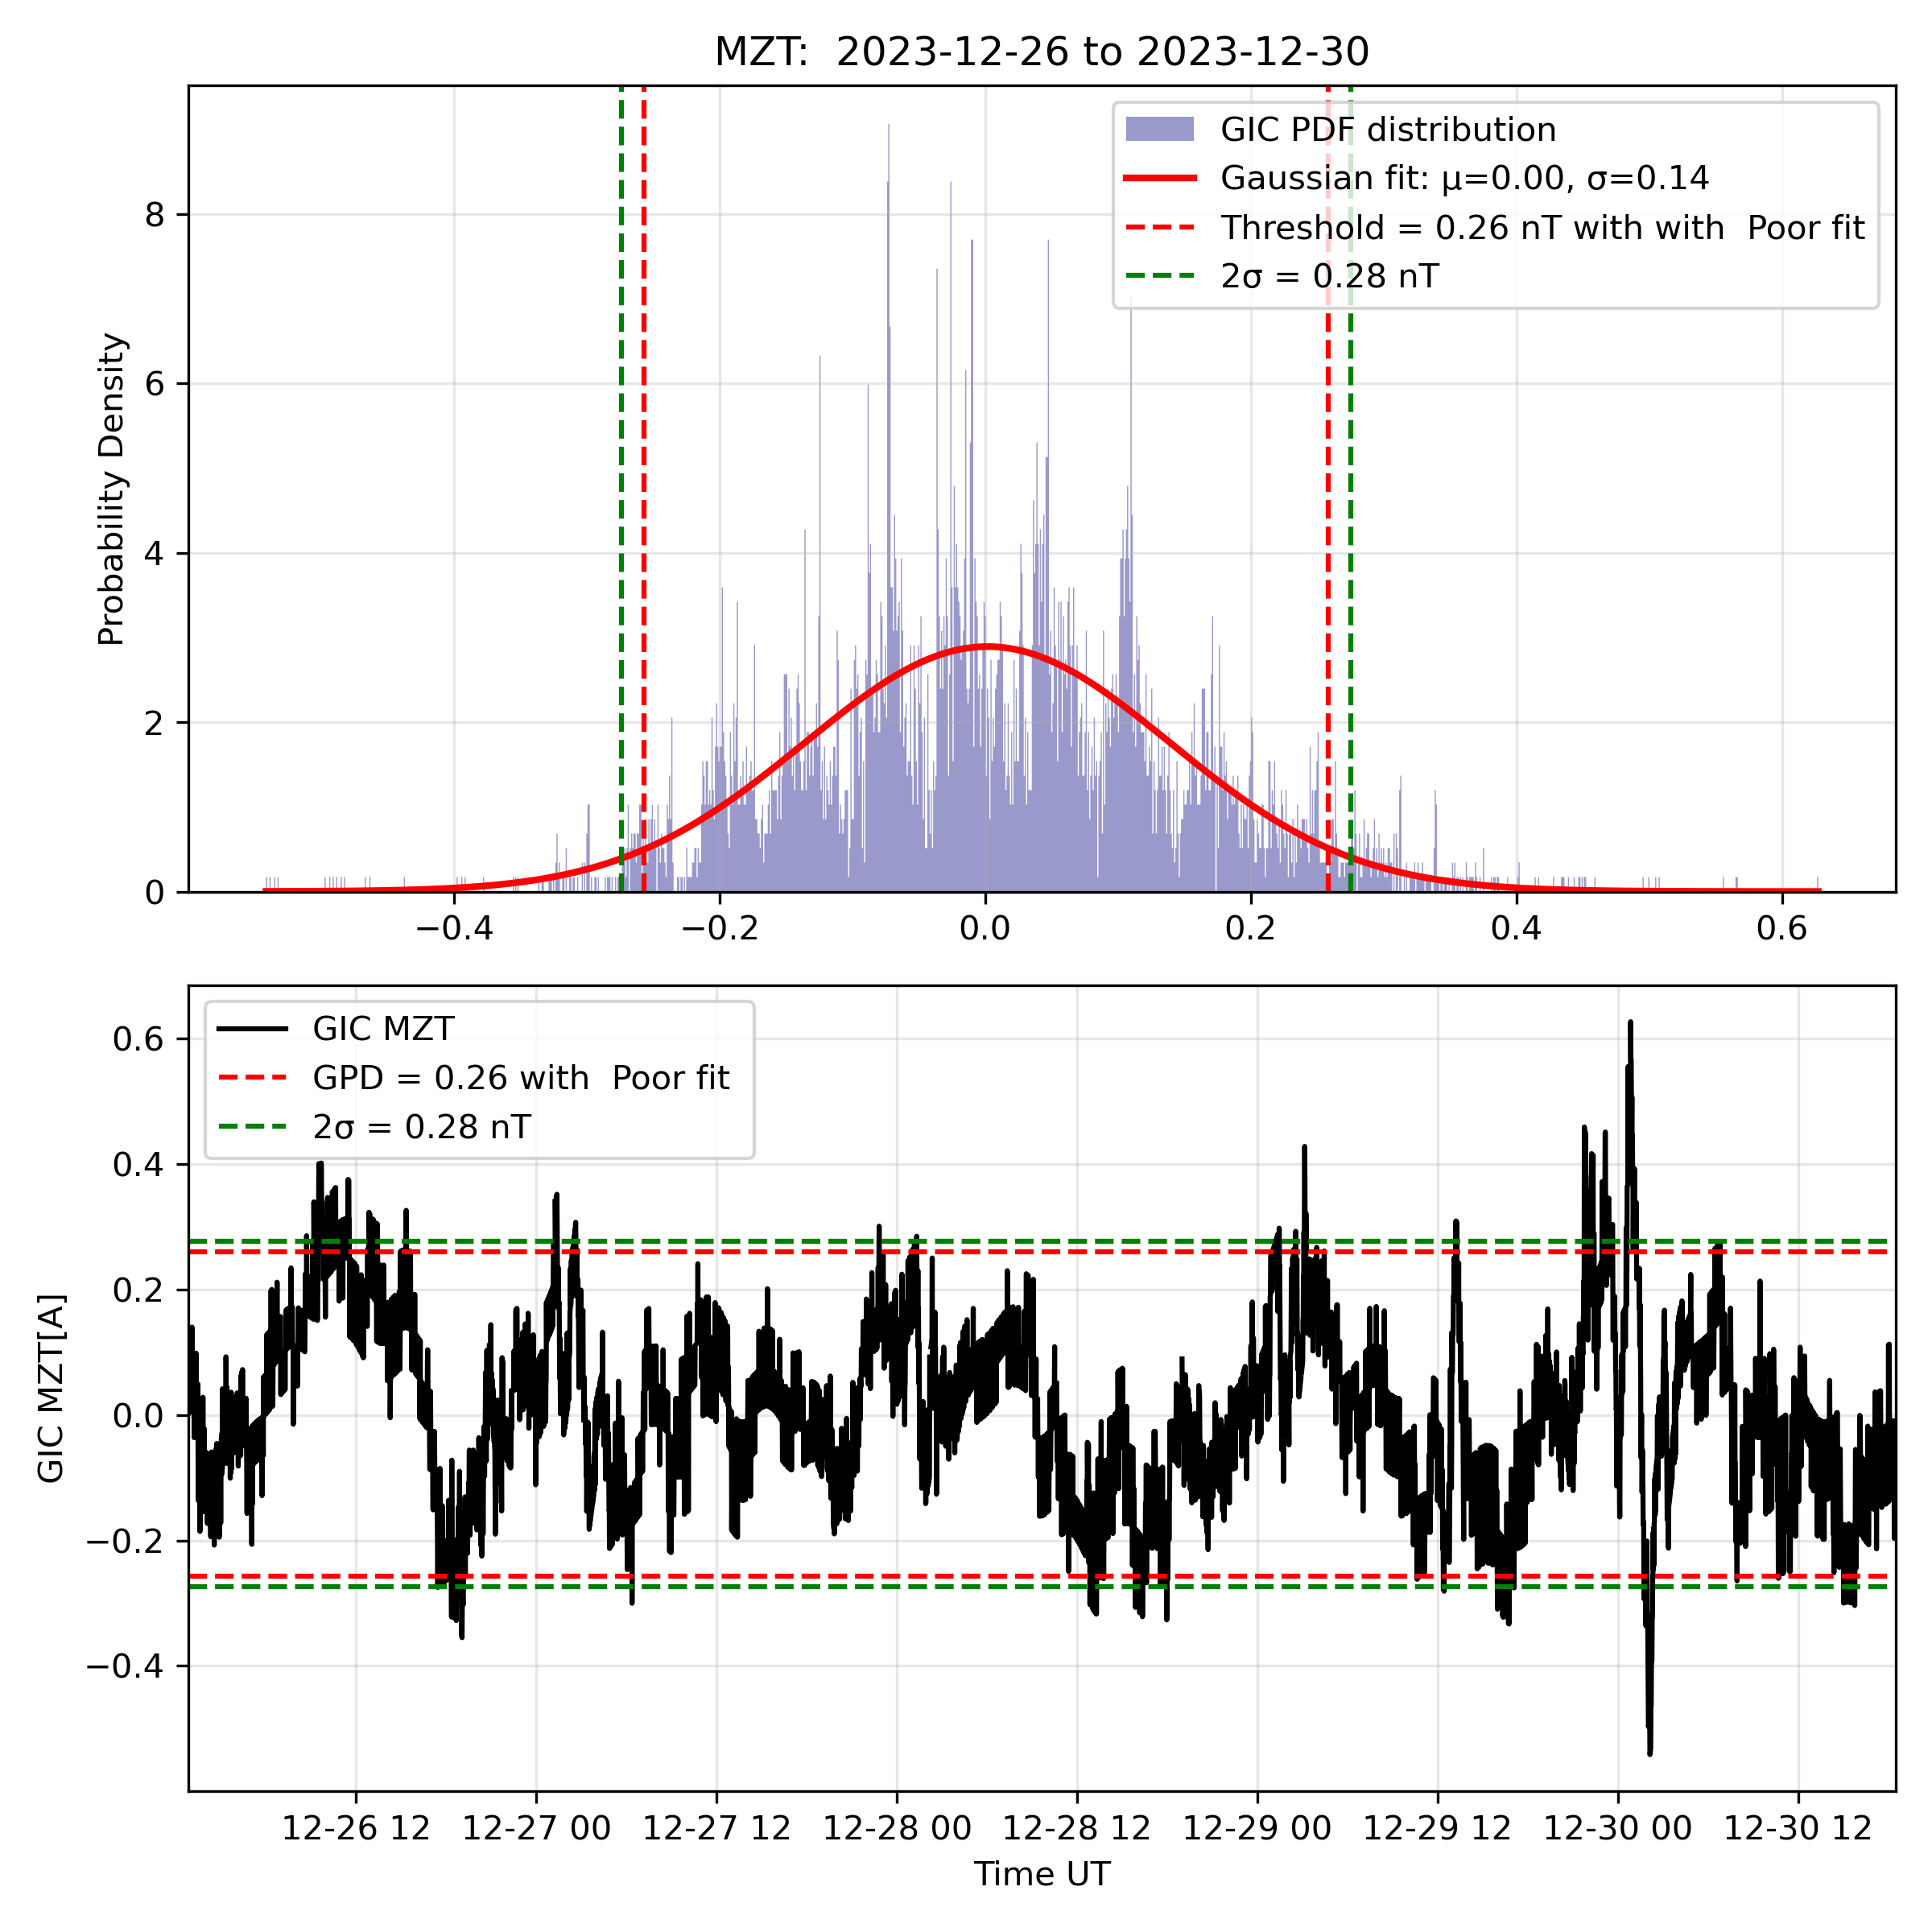 MZT:  2023-12-26 to 2023-12-30
GIC PDF distribution
Gaussian fit: μ=0.00, σ=0.14
Threshold = 0.26 nT with with  Poor fit
2σ = 0.28 nT
Probability Density
8
6
4
2
0
−0.4 −0.2 0.0 0.2 0.4 0.6
GIC MZT
GPD = 0.26 with  Poor fit
2σ = 0.28 nT
GIC MZT[A]
0.6
0.4
0.2
0.0
−0.2
−0.4
12-26 12 12-27 00 12-27 12 12-28 00 12-28 12 12-29 00 12-29 12 12-30 00 12-30 12
Time UT